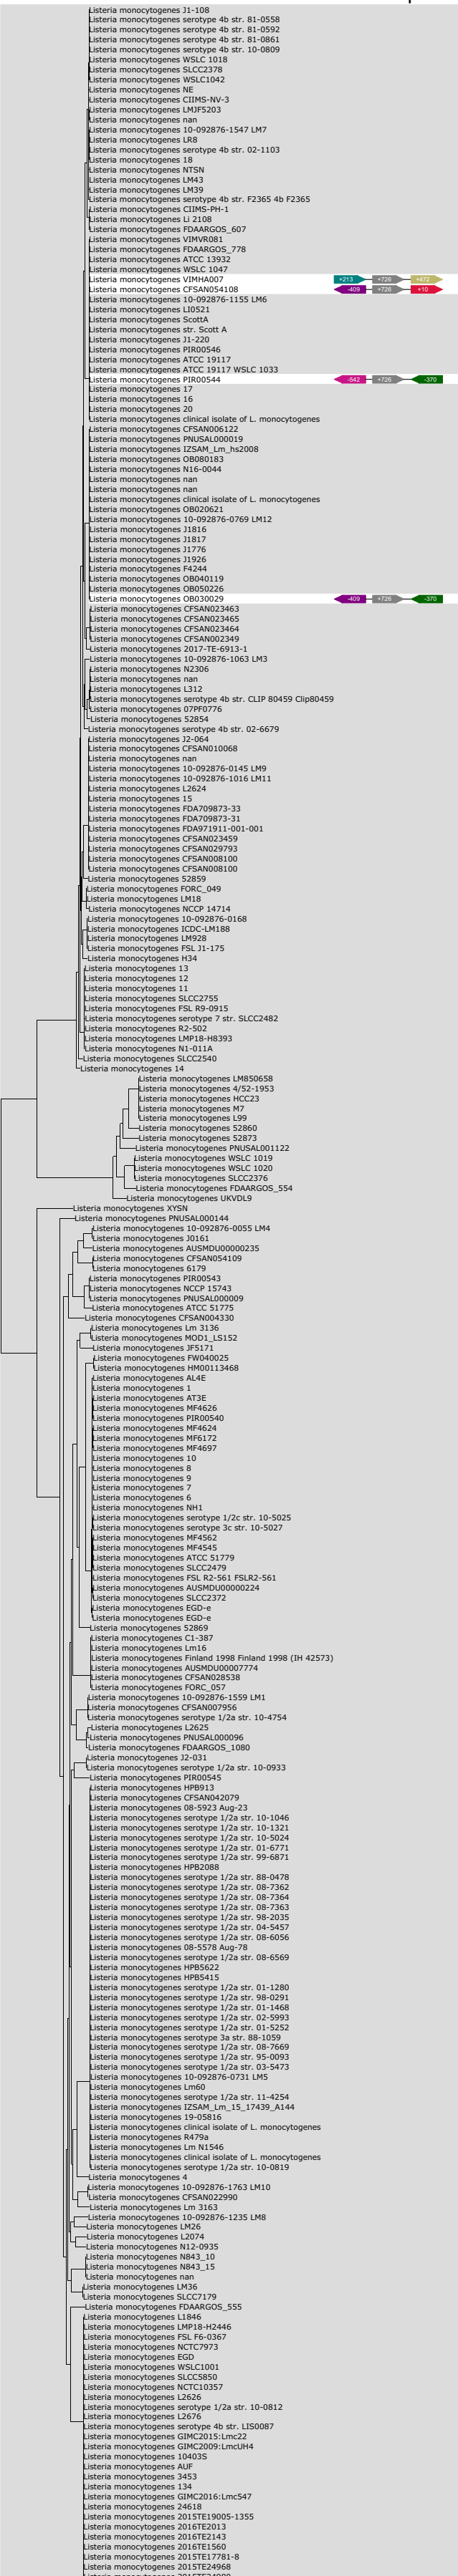 Listeria monocytogenes J1-108
Listeria monocytogenes serotype 4b str. 81-0558
Listeria monocytogenes serotype 4b str. 81-0592
Listeria monocytogenes serotype 4b str. 81-0861
Listeria monocytogenes serotype 4b str. 10-0809
Listeria monocytogenes WSLC 1018
Listeria monocytogenes SLCC2378
Listeria monocytogenes WSLC1042
Listeria monocytogenes NE
Listeria monocytogenes CIIMS-NV-3
Listeria monocytogenes LMJF5203
Listeria monocytogenes nan
Listeria monocytogenes 10-092876-1547 LM7
Listeria monocytogenes LR8
Listeria monocytogenes serotype 4b str. 02-1103
Listeria monocytogenes 18
Listeria monocytogenes NTSN
Listeria monocytogenes LM43
Listeria monocytogenes LM39
Listeria monocytogenes serotype 4b str. F2365 4b F2365
Listeria monocytogenes CIIMS-PH-1
Listeria monocytogenes Li 2108
Listeria monocytogenes FDAARGOS_607
Listeria monocytogenes VIMVR081
Listeria monocytogenes FDAARGOS_778
Listeria monocytogenes ATCC 13932
Listeria monocytogenes WSLC 1047
Listeria monocytogenes VIMHA007 +213 +726 +472
Listeria monocytogenes CFSAN054108 -409 +726 +10
Listeria monocytogenes 10-092876-1155 LM6
Listeria monocytogenes LI0521
Listeria monocytogenes ScottA
Listeria monocytogenes str. Scott A
Listeria monocytogenes J1-220
Listeria monocytogenes PIR00546
Listeria monocytogenes ATCC 19117
Listeria monocytogenes ATCC 19117 WSLC 1033
Listeria monocytogenes PIR00544 -542 +726 -370
Listeria monocytogenes 17
Listeria monocytogenes 16
Listeria monocytogenes 20
Listeria monocytogenes clinical isolate of L. monocytogenes
Listeria monocytogenes CFSAN006122
Listeria monocytogenes PNUSAL000019
Listeria monocytogenes IZSAM_Lm_hs2008
Listeria monocytogenes OB080183
Listeria monocytogenes N16-0044
Listeria monocytogenes nan
Listeria monocytogenes nan
Listeria monocytogenes clinical isolate of L. monocytogenes
Listeria monocytogenes OB020621
Listeria monocytogenes 10-092876-0769 LM12
Listeria monocytogenes J1816
Listeria monocytogenes J1817
Listeria monocytogenes J1776
Listeria monocytogenes J1926
Listeria monocytogenes F4244
Listeria monocytogenes OB040119
Listeria monocytogenes OB050226
Listeria monocytogenes OB030029 -409 +726 -370
Listeria monocytogenes CFSAN023463
Listeria monocytogenes CFSAN023465
Listeria monocytogenes CFSAN023464
Listeria monocytogenes CFSAN002349
Listeria monocytogenes 2017-TE-6913-1
Listeria monocytogenes 10-092876-1063 LM3
Listeria monocytogenes N2306
Listeria monocytogenes nan
Listeria monocytogenes L312
Listeria monocytogenes serotype 4b str. CLIP 80459 Clip80459
Listeria monocytogenes 07PF0776
Listeria monocytogenes 52854
Listeria monocytogenes serotype 4b str. 02-6679
Listeria monocytogenes J2-064
Listeria monocytogenes CFSAN010068
Listeria monocytogenes nan
Listeria monocytogenes 10-092876-0145 LM9
Listeria monocytogenes 10-092876-1016 LM11
Listeria monocytogenes L2624
Listeria monocytogenes 15
Listeria monocytogenes FDA709873-33
Listeria monocytogenes FDA709873-31
Listeria monocytogenes FDA971911-001-001
Listeria monocytogenes CFSAN023459
Listeria monocytogenes CFSAN029793
Listeria monocytogenes CFSAN008100
Listeria monocytogenes CFSAN008100
Listeria monocytogenes 52859
Listeria monocytogenes FORC_049
Listeria monocytogenes LM18
Listeria monocytogenes NCCP 14714
Listeria monocytogenes 10-092876-0168
Listeria monocytogenes ICDC-LM188
Listeria monocytogenes LM928
Listeria monocytogenes FSL J1-175
Listeria monocytogenes H34
Listeria monocytogenes 13
Listeria monocytogenes 12
Listeria monocytogenes 11
Listeria monocytogenes SLCC2755
Listeria monocytogenes FSL R9-0915
Listeria monocytogenes serotype 7 str. SLCC2482
Listeria monocytogenes R2-502
Listeria monocytogenes LMP18-H8393
Listeria monocytogenes N1-011A
Listeria monocytogenes SLCC2540
Listeria monocytogenes 14
Listeria monocytogenes LM850658
Listeria monocytogenes 4/52-1953
Listeria monocytogenes HCC23
Listeria monocytogenes M7
Listeria monocytogenes L99
Listeria monocytogenes 52860
Listeria monocytogenes 52873
Listeria monocytogenes PNUSAL001122
Listeria monocytogenes WSLC 1019
Listeria monocytogenes WSLC 1020
Listeria monocytogenes SLCC2376
Listeria monocytogenes FDAARGOS_554
Listeria monocytogenes UKVDL9
Listeria monocytogenes XYSN
Listeria monocytogenes PNUSAL000144
Listeria monocytogenes 10-092876-0055 LM4
Listeria monocytogenes J0161
Listeria monocytogenes AUSMDU00000235
Listeria monocytogenes CFSAN054109
Listeria monocytogenes 6179
Listeria monocytogenes PIR00543
Listeria monocytogenes NCCP 15743
Listeria monocytogenes PNUSAL000009
Listeria monocytogenes ATCC 51775
Listeria monocytogenes CFSAN004330
Listeria monocytogenes Lm 3136
Listeria monocytogenes MOD1_LS152
Listeria monocytogenes JF5171
Listeria monocytogenes FW040025
Listeria monocytogenes HM00113468
Listeria monocytogenes AL4E
Listeria monocytogenes 1
Listeria monocytogenes AT3E
Listeria monocytogenes MF4626
Listeria monocytogenes PIR00540
Listeria monocytogenes MF4624
Listeria monocytogenes MF6172
Listeria monocytogenes MF4697
Listeria monocytogenes 10
Listeria monocytogenes 8
Listeria monocytogenes 9
Listeria monocytogenes 7
Listeria monocytogenes 6
Listeria monocytogenes NH1
Listeria monocytogenes serotype 1/2c str. 10-5025
Listeria monocytogenes serotype 3c str. 10-5027
Listeria monocytogenes MF4562
Listeria monocytogenes MF4545
Listeria monocytogenes ATCC 51779
Listeria monocytogenes SLCC2479
Listeria monocytogenes FSL R2-561 FSLR2-561
Listeria monocytogenes AUSMDU00000224
Listeria monocytogenes SLCC2372
Listeria monocytogenes EGD-e
Listeria monocytogenes EGD-e
Listeria monocytogenes 52869
Listeria monocytogenes C1-387
Listeria monocytogenes Lm16
Listeria monocytogenes Finland 1998 Finland 1998 (IH 42573)
Listeria monocytogenes AUSMDU00007774
Listeria monocytogenes CFSAN028538
Listeria monocytogenes FORC_057
Listeria monocytogenes 10-092876-1559 LM1
Listeria monocytogenes CFSAN007956
Listeria monocytogenes serotype 1/2a str. 10-4754
Listeria monocytogenes L2625
Listeria monocytogenes PNUSAL000096
Listeria monocytogenes FDAARGOS_1080
Listeria monocytogenes J2-031
Listeria monocytogenes serotype 1/2a str. 10-0933
Listeria monocytogenes PIR00545
Listeria monocytogenes HPB913
Listeria monocytogenes CFSAN042079
Listeria monocytogenes 08-5923 Aug-23
Listeria monocytogenes serotype 1/2a str. 10-1046
Listeria monocytogenes serotype 1/2a str. 10-1321
Listeria monocytogenes serotype 1/2a str. 10-5024
Listeria monocytogenes serotype 1/2a str. 01-6771
Listeria monocytogenes serotype 1/2a str. 99-6871
Listeria monocytogenes HPB2088
Listeria monocytogenes serotype 1/2a str. 88-0478
Listeria monocytogenes serotype 1/2a str. 08-7362
Listeria monocytogenes serotype 1/2a str. 08-7364
Listeria monocytogenes serotype 1/2a str. 08-7363
Listeria monocytogenes serotype 1/2a str. 98-2035
Listeria monocytogenes serotype 1/2a str. 04-5457
Listeria monocytogenes serotype 1/2a str. 08-6056
Listeria monocytogenes 08-5578 Aug-78
Listeria monocytogenes serotype 1/2a str. 08-6569
Listeria monocytogenes HPB5622
Listeria monocytogenes HPB5415
Listeria monocytogenes serotype 1/2a str. 01-1280
Listeria monocytogenes serotype 1/2a str. 98-0291
Listeria monocytogenes serotype 1/2a str. 01-1468
Listeria monocytogenes serotype 1/2a str. 02-5993
Listeria monocytogenes serotype 1/2a str. 01-5252
Listeria monocytogenes serotype 3a str. 88-1059
Listeria monocytogenes serotype 1/2a str. 08-7669
Listeria monocytogenes serotype 1/2a str. 95-0093
Listeria monocytogenes serotype 1/2a str. 03-5473
Listeria monocytogenes 10-092876-0731 LM5
Listeria monocytogenes Lm60
Listeria monocytogenes serotype 1/2a str. 11-4254
Listeria monocytogenes IZSAM_Lm_15_17439_A144
Listeria monocytogenes 19-05816
Listeria monocytogenes clinical isolate of L. monocytogenes
Listeria monocytogenes R479a
Listeria monocytogenes Lm N1546
Listeria monocytogenes clinical isolate of L. monocytogenes
Listeria monocytogenes serotype 1/2a str. 10-0819
Listeria monocytogenes 4
Listeria monocytogenes 10-092876-1763 LM10
Listeria monocytogenes CFSAN022990
Listeria monocytogenes Lm 3163
Listeria monocytogenes 10-092876-1235 LM8
Listeria monocytogenes LM26
Listeria monocytogenes L2074
Listeria monocytogenes N12-0935
Listeria monocytogenes N843_10
Listeria monocytogenes N843_15
Listeria monocytogenes nan
Listeria monocytogenes LM36
Listeria monocytogenes SLCC7179
Listeria monocytogenes FDAARGOS_555
Listeria monocytogenes L1846
Listeria monocytogenes LMP18-H2446
Listeria monocytogenes FSL F6-0367
Listeria monocytogenes NCTC7973
Listeria monocytogenes EGD
Listeria monocytogenes WSLC1001
Listeria monocytogenes SLCC5850
Listeria monocytogenes NCTC10357
Listeria monocytogenes L2626
Listeria monocytogenes serotype 1/2a str. 10-0812
Listeria monocytogenes L2676
Listeria monocytogenes serotype 4b str. LIS0087
Listeria monocytogenes GIMC2015:Lmc22
Listeria monocytogenes GIMC2009:LmcUH4
Listeria monocytogenes 10403S
Listeria monocytogenes AUF
Listeria monocytogenes 3453
Listeria monocytogenes 134
Listeria monocytogenes GIMC2016:Lmc547
Listeria monocytogenes 24618
Listeria monocytogenes 2015TE19005-1355
Listeria monocytogenes 2016TE2013
Listeria monocytogenes 2016TE2143
Listeria monocytogenes 2016TE1560
Listeria monocytogenes 2015TE17781-8
Listeria monocytogenes 2015TE24968